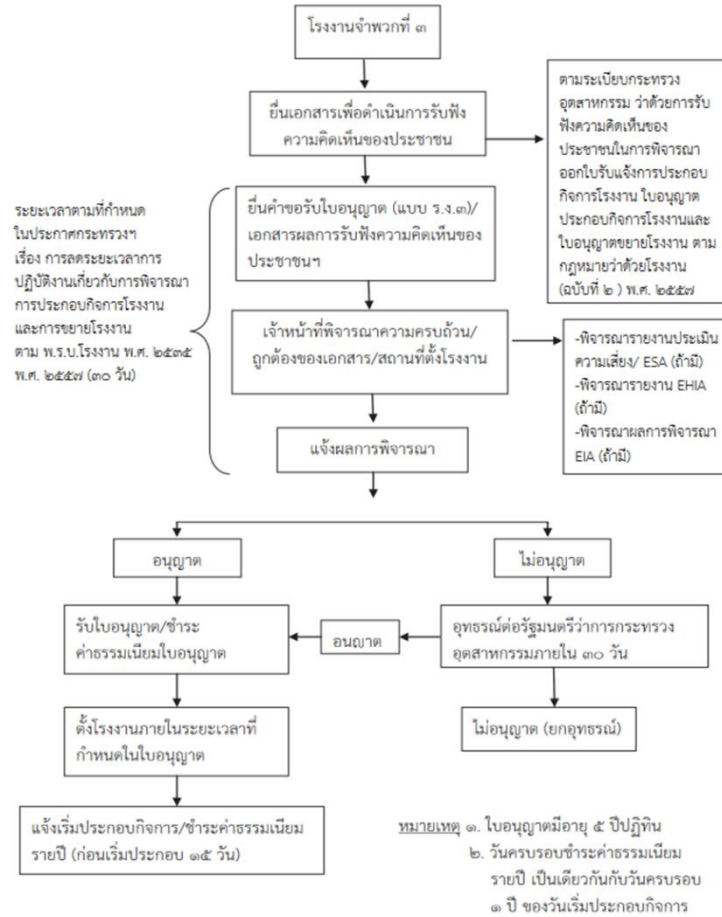 โรงงานจำพวกที่ ๓
ยื่นเอกสารเพื่อดำเนินการรับฟัง
ความคิดเห็นของประชาชน
ตามระเบียบกระทรวง
อุตสาหกรรม ว่าด้วยการรับ
ฟังความคิดเห็นของ
ประชาชนในการพิจารณา
ออกใบรับแจ้งการประกอบ
กิจการโรงงาน ใบอนุญาต
ประกอบกิจการโรงงานและ
ใบอนุญาตขยายโรงงาน ตาม
กฎหมายว่าด้วยโรงงาน
(ฉบับที่ ๒ ) พ.ศ. ๒๕๕๗
ระยะเวลาตามที่กำหนด
ในประกาศกระทรวงฯ
เรื่อง การลดระยะเวลาการ
ปฏิบัติงานเกี่ยวกับการพิจารณา
การประกอบกิจการโรงงาน
และการขยายโรงงาน
ตาม พ.ร.บ.โรงงาน พ.ศ. ๒๕๓๕
พ.ศ. ๒๕๕๗ (๓๐ วัน)
ยื่นคำขอรับใบอนุญาต (แบบ ร.ง.๓)/
เอกสารผลการรับฟังความคิดเห็นของ
ประชาชนฯ
เจ้าหน้าที่พิจารณาความครบถ้วน/
ถูกต้องของเอกสาร/สถานที่ตั้งโรงงาน
-พิจารณารายงานประเมิน
ความเสี่ยง/ ESA (ถ้ามี)
-พิจารณารายงาน EHIA
(ถ้ามี)
-พิจารณาผลการพิจารณา
EIA (ถ้ามี)
แจ้งผลการพิจารณา
อนุญาต
ไม่อนุญาต
รับใบอนุญาต/ชำระ
ค่าธรรมเนียมใบอนุญาต
อนุญาต
อุทธรณ์ต่อรัฐมนตรีว่าการกระทรวง
อุตสาหกรรมภายใน ๓๐ วัน
ตั้งโรงงานภายในระยะเวลาที่
กำหนดในใบอนุญาต
ไม่อนุญาต (ยกอุทธรณ์)
แจ้งเริ่มประกอบกิจการ/ชำระค่าธรรมเนียม
รายปี (ก่อนเริ่มประกอบ ๑๕ วัน)
หมายเหตุ ๑. ใบอนุญาตมีอายุ ๕ ปีปฏิทิน
๒. วันครบรอบชำระค่าธรรมเนียม
รายปี เป็นเดียวกันกับวันครบรอบ
๑ ปี ของวันเริ่มประกอบกิจการ